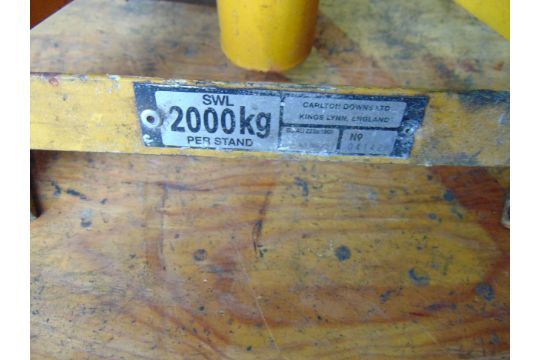 SWL
2000kg
PER STAND
CARLTON DOWNS LTD
KINGS LYNN, ENGLAND
Nº